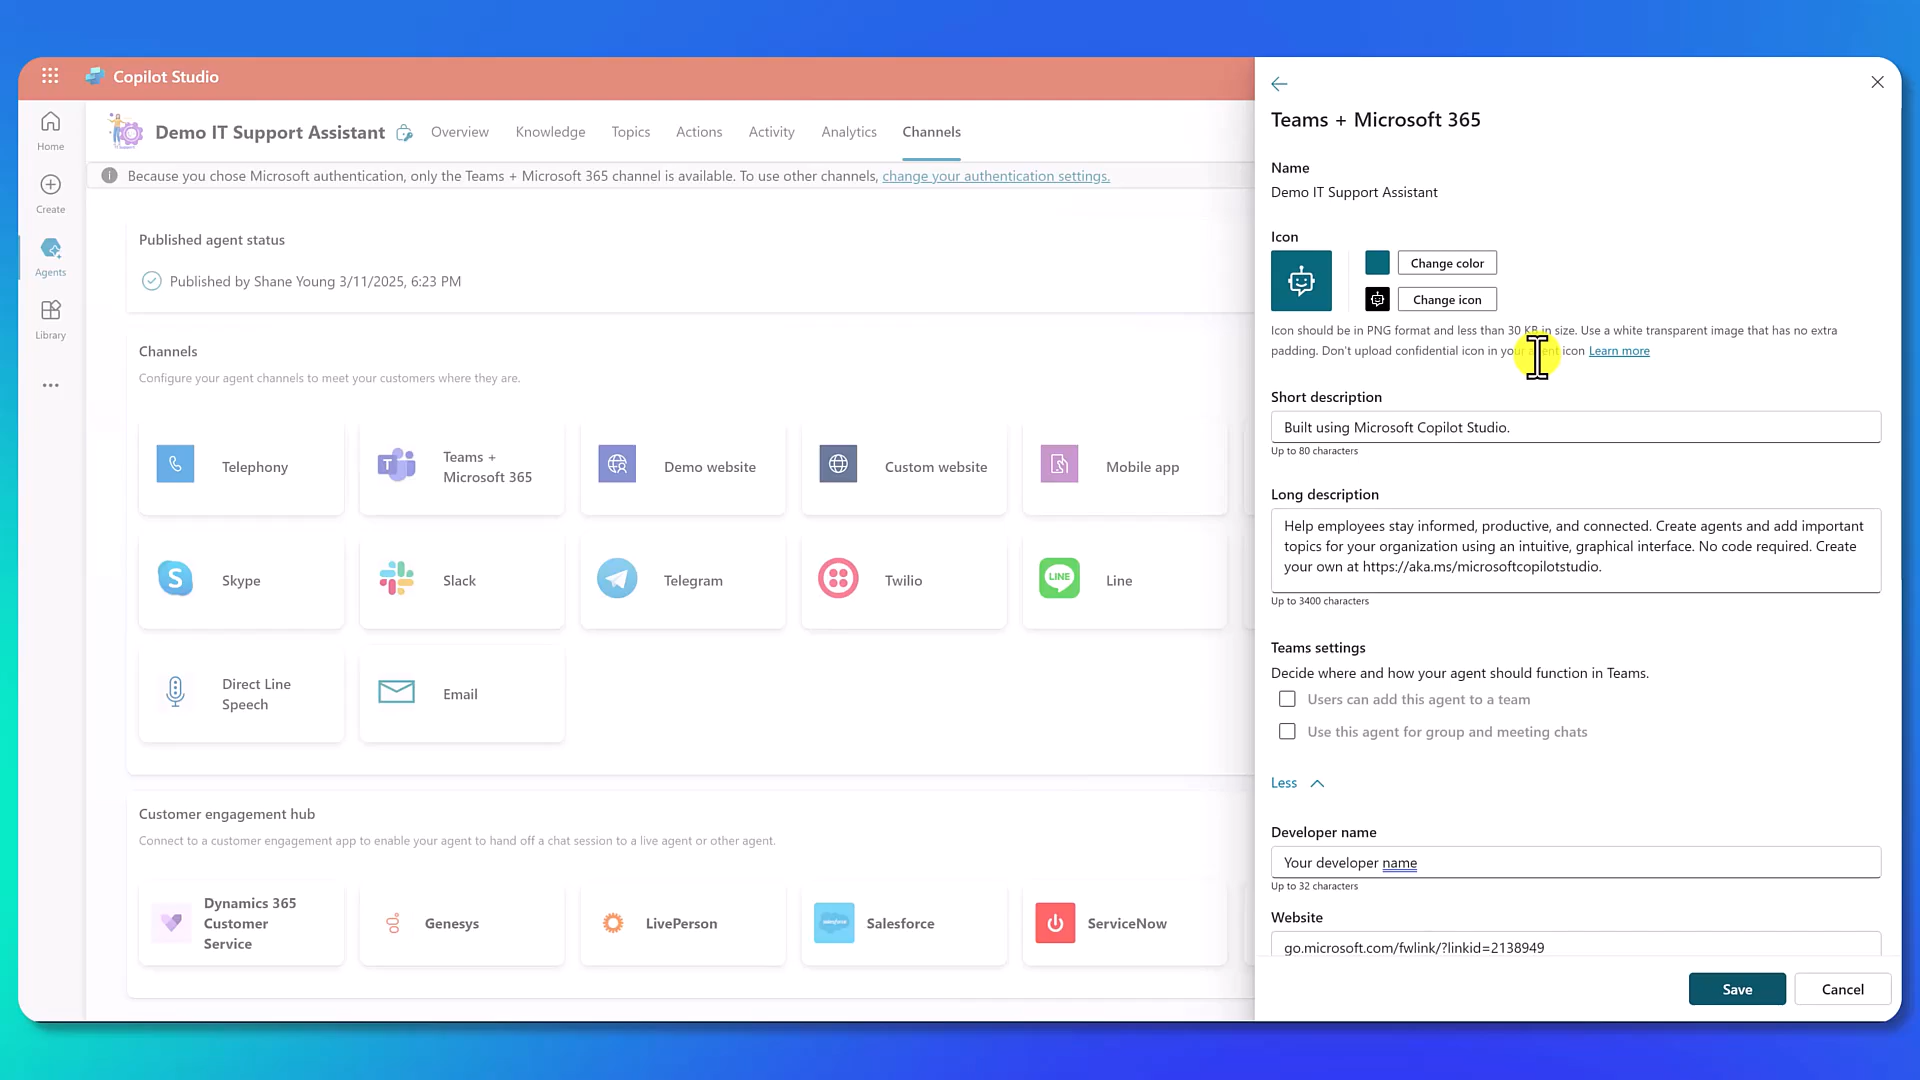 Copilot Studio
Home
Create
Agents
Library
Demo IT Support Assistant
Overview
Knowledge
Topics
Actions
Activity
Analytics
Channels
Because you chose Microsoft authentication, only the Teams + Microsoft 365 channel is available. To use other channels, change your authentication settings.
Published agent status
Published by Shane Young 3/11/2025, 6:23 PM
Channels
Configure your agent channels to meet your customers where they are.
Telephony
Teams +
Microsoft 365
Demo website
Custom website
Mobile app
Skype
Slack
Telegram
Twilio
LINE
Line
Direct Line
Speech
Email
Customer engagement hub
Connect to a customer engagement app to enable your agent to hand off a chat session to a live agent or other agent.
Dynamics 365
Customer
Service
Genesys
LivePerson
salesforce
Salesforce
ServiceNow
Teams + Microsoft 365
Name
Demo IT Support Assistant
Icon
Change color
Change icon
Icon should be in PNG format and less than 30 KB in size. Use a white transparent image that has no extra
padding. Don't upload confidential icon in your agent icon Learn more
Short description
Built using Microsoft Copilot Studio.
Up to 80 characters
Long description
Help employees stay informed, productive, and connected. Create agents and add important
topics for your organization using an intuitive, graphical interface. No code required. Create
your own at https://aka.ms/microsoftcopilotstudio.
Up to 3400 characters
Teams settings
Decide where and how your agent should function in Teams.
Users can add this agent to a team
Use this agent for group and meeting chats
Less
Developer name
Your developer name
Up to 32 characters
Website
go.microsoft.com/fwlink/?linkid=2138949
Save
Cancel